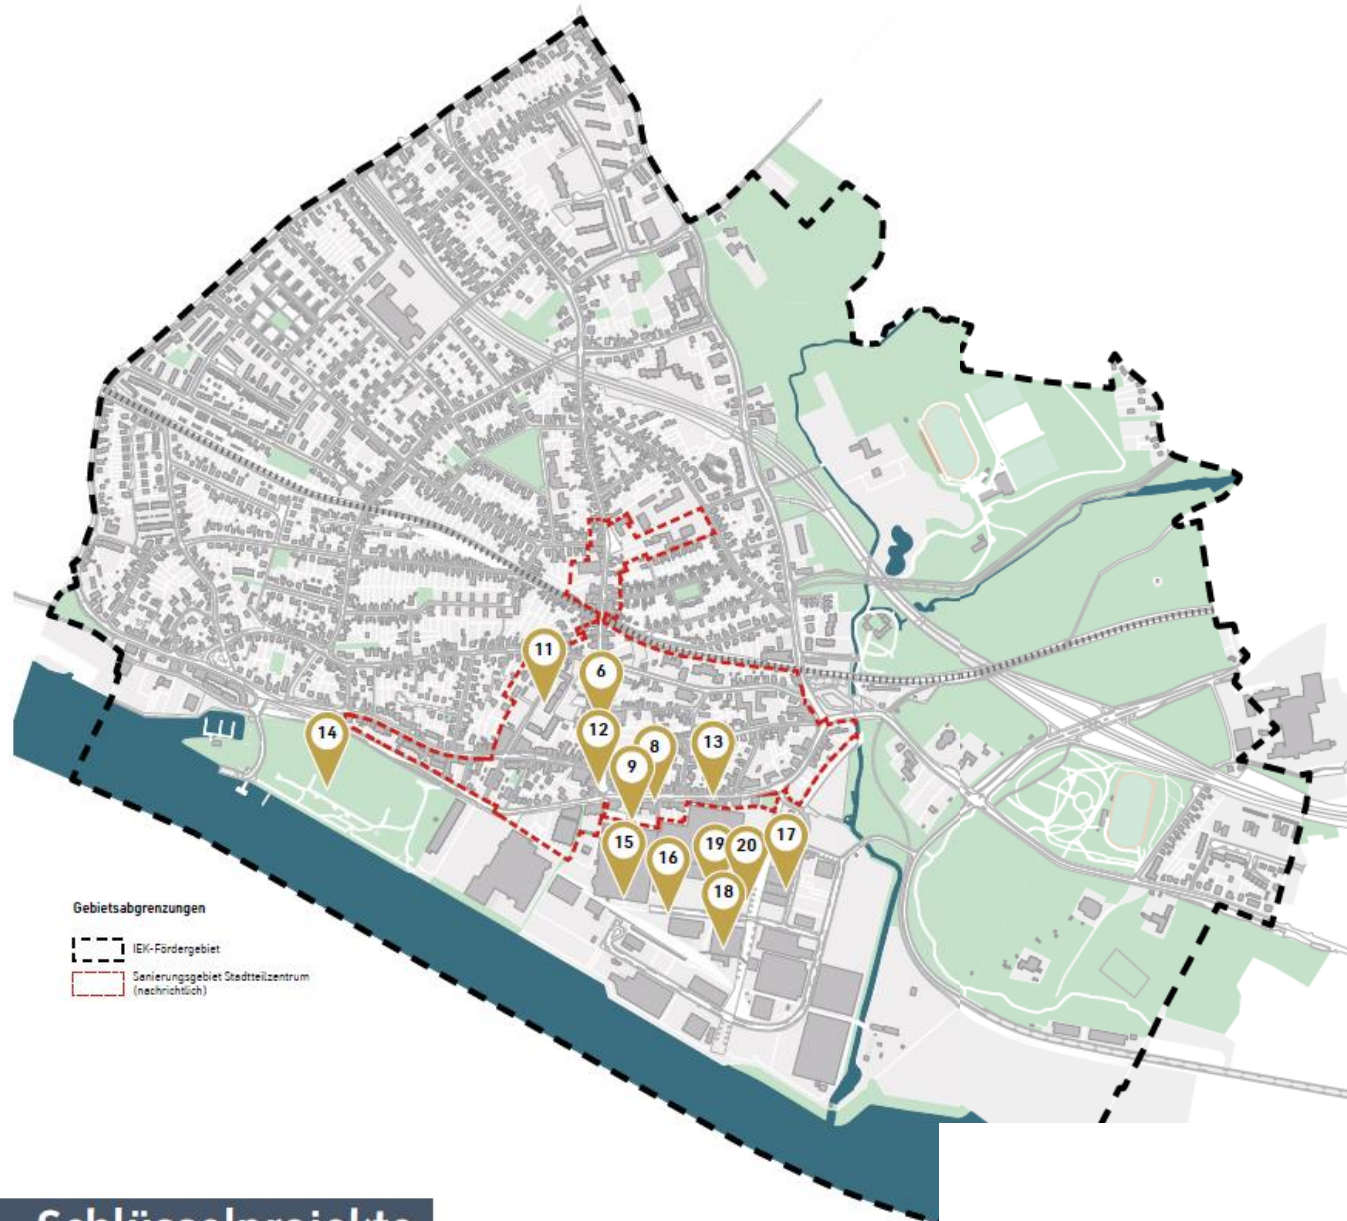 11
6
12
14
8
13
9
15
16
19
20
17
18
Gebietsabgrenzungen
IEK-Fördergebiet
Sanierungsgebiet Stadtteilzentrum
(nachrichtlich)
Schlüsselprojekte